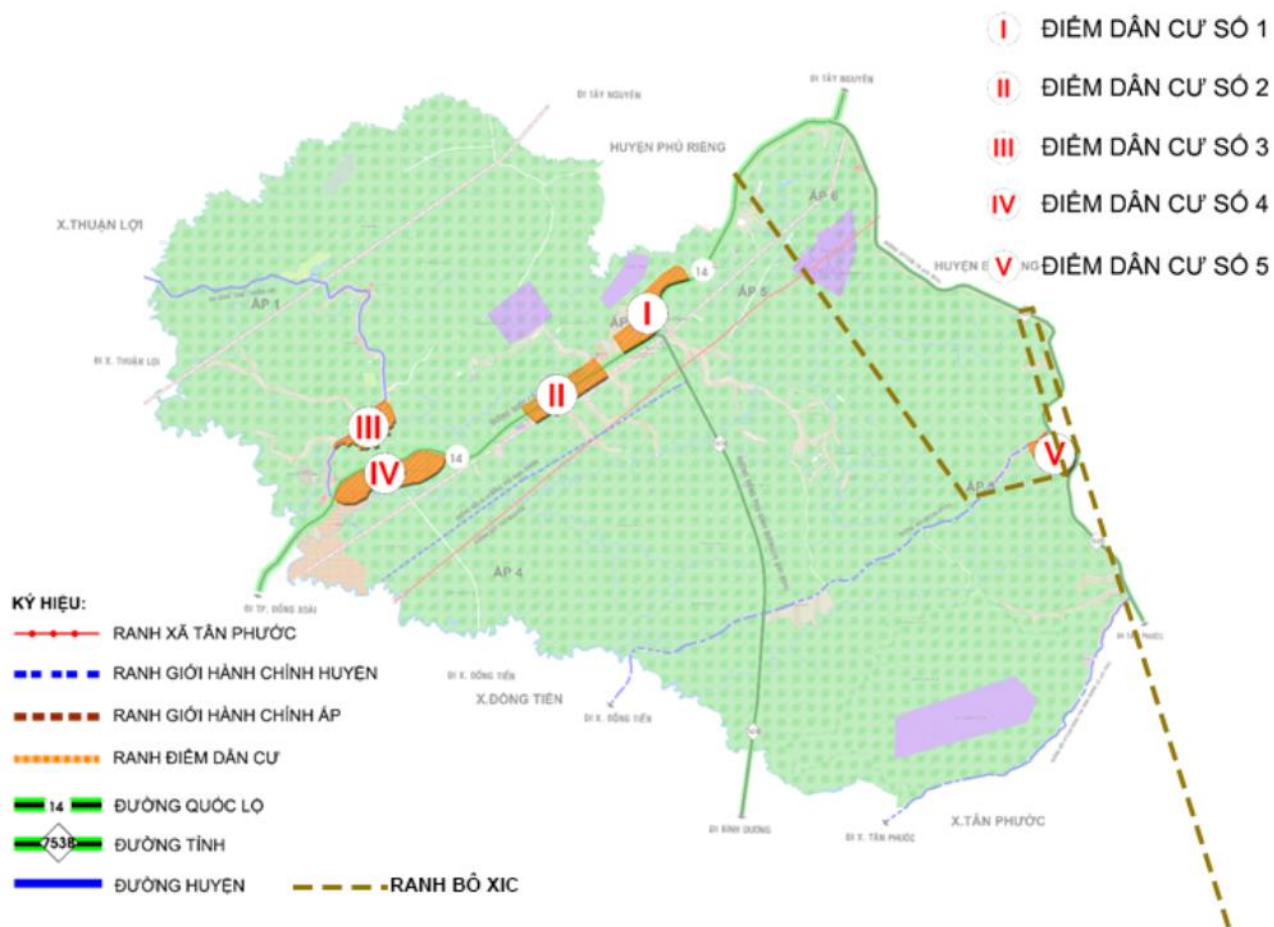 I ĐIỂM DÂN CƯ SỐ 1
II ĐIỂM DÂN CƯ SỐ 2
III ĐIỂM DÂN CƯ SỐ 3
IV ĐIỂM DÂN CƯ SỐ 4
V ĐIỂM DÂN CƯ SỐ 5
ĐI TÂY NGUYÊN
ĐI TÂY NGUYÊN
HUYỆN PHÚ RIỀNG
ẤP 6
X.THUẬN LỢI
HUYỆN
14
ẤP 5
ẤP 1
I
ĐI X. THUẬN LỢI
II
III
V
IV
14
ẤP 4
ĐI TP. ĐỒNG XOÀI
ĐI X. ĐỒNG TIẾN
X.ĐỒNG TIẾN
ĐI X. ĐỒNG TIẾN
ĐI BÌNH DƯƠNG
ĐI X. TÂN PHƯỚC
X.TÂN PHƯỚC
KÝ HIỆU:
RANH XÃ TÂN PHƯỚC
RANH GIỚI HÀNH CHÍNH HUYỆN
RANH GIỚI HÀNH CHÍNH ẤP
RANH ĐIỂM DÂN CƯ
14 ĐƯỜNG QUỐC LỘ
753B ĐƯỜNG TỈNH
ĐƯỜNG HUYỆN
RANH BÔ XIC